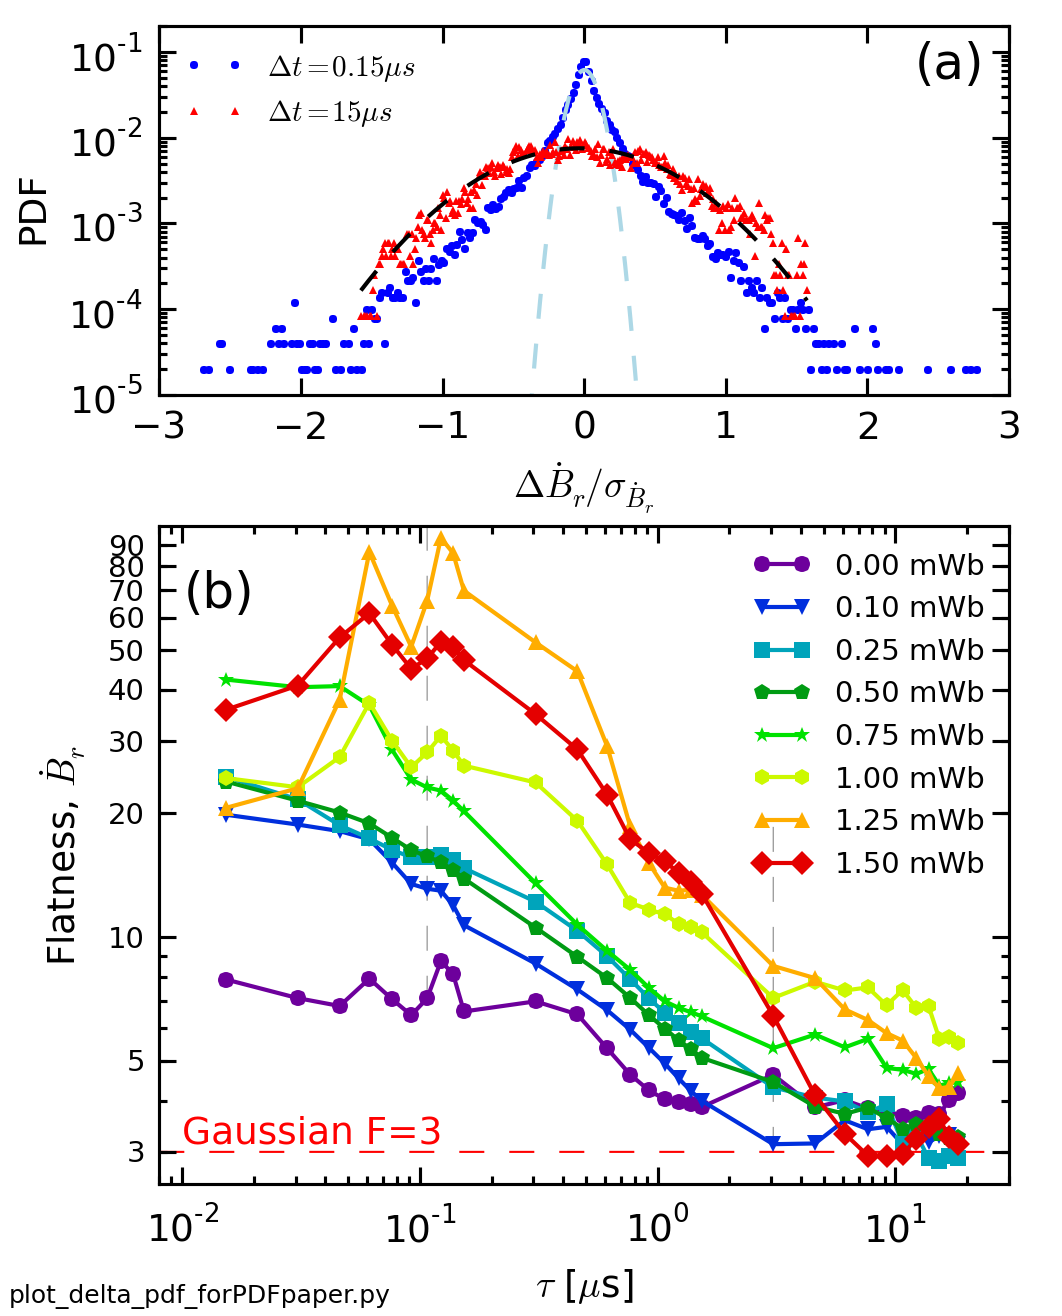 10^-1
10^-2
10^-3
10^-4
10^-5
PDF
Δt=0.15μs
Δt=15μs
(a)
−3 −2 −1 0 1 2 3
ΔḂ_r/σ_Ḃ_r
90
80
70
60
50
40
30
20
10
5
3
Flatness, Ḃ_r
(b)
0.00 mWb
0.10 mWb
0.25 mWb
0.50 mWb
0.75 mWb
1.00 mWb
1.25 mWb
1.50 mWb
Gaussian F=3
10^-2 10^-1 10^0 10^1
τ [μs]
plot_delta_pdf_forPDFpaper.py